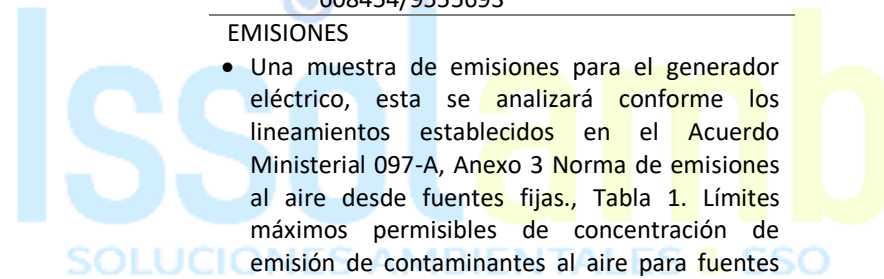 EMISIONES
• Una muestra de emisiones para el generador
eléctrico, esta se analizará conforme los
lineamientos establecidos en el Acuerdo
Ministerial 097-A, Anexo 3 Norma de emisiones
al aire desde fuentes fijas., Tabla 1. Límites
máximos permisibles de concentración de
emisión de contaminantes al aire para fuentes
Issolamb
SOLUCIONES AMBIENTALES SSO